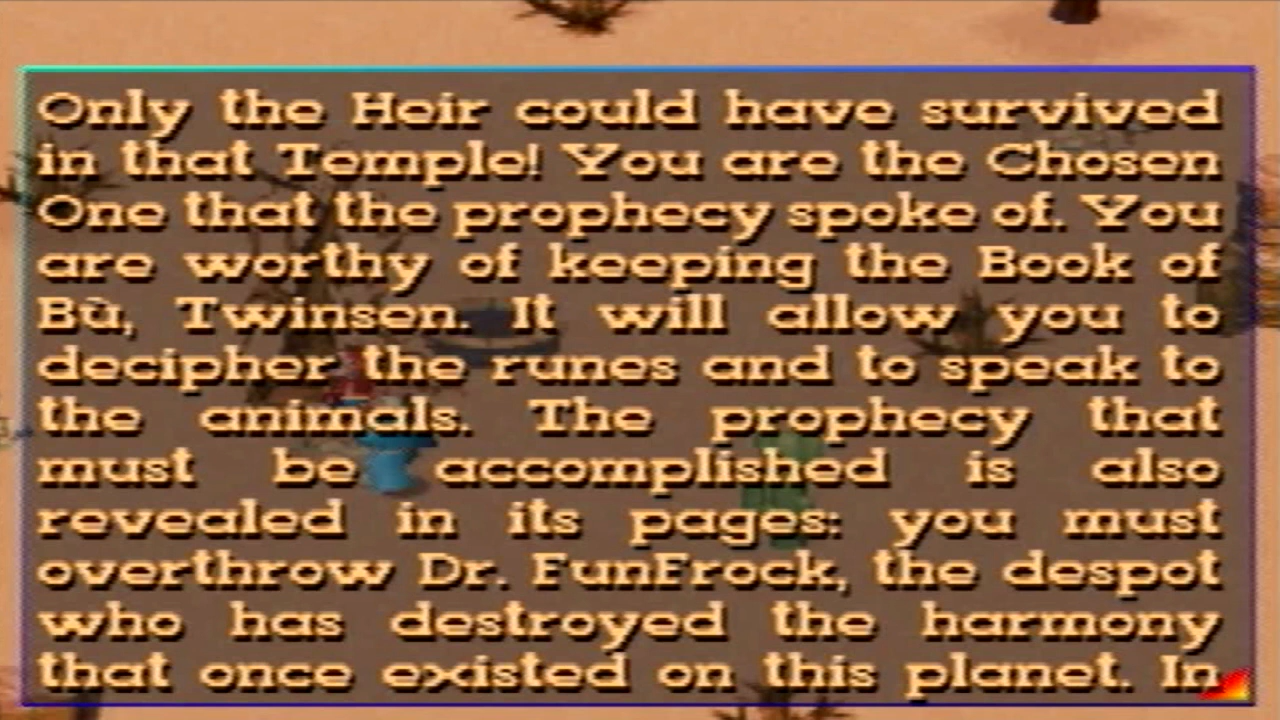 Only the Heir could have survived
in that Temple! You are the Chosen
One that the prophecy spoke of. You
are worthy of keeping the Book of
Bù, Twinsen. It will allow you to
decipher the runes and to speak to
the animals. The prophecy that
must be accomplished is also
revealed in its pages: you must
overthrow Dr. FunFrock, the despot
who has destroyed the harmony
that once existed on this planet. In